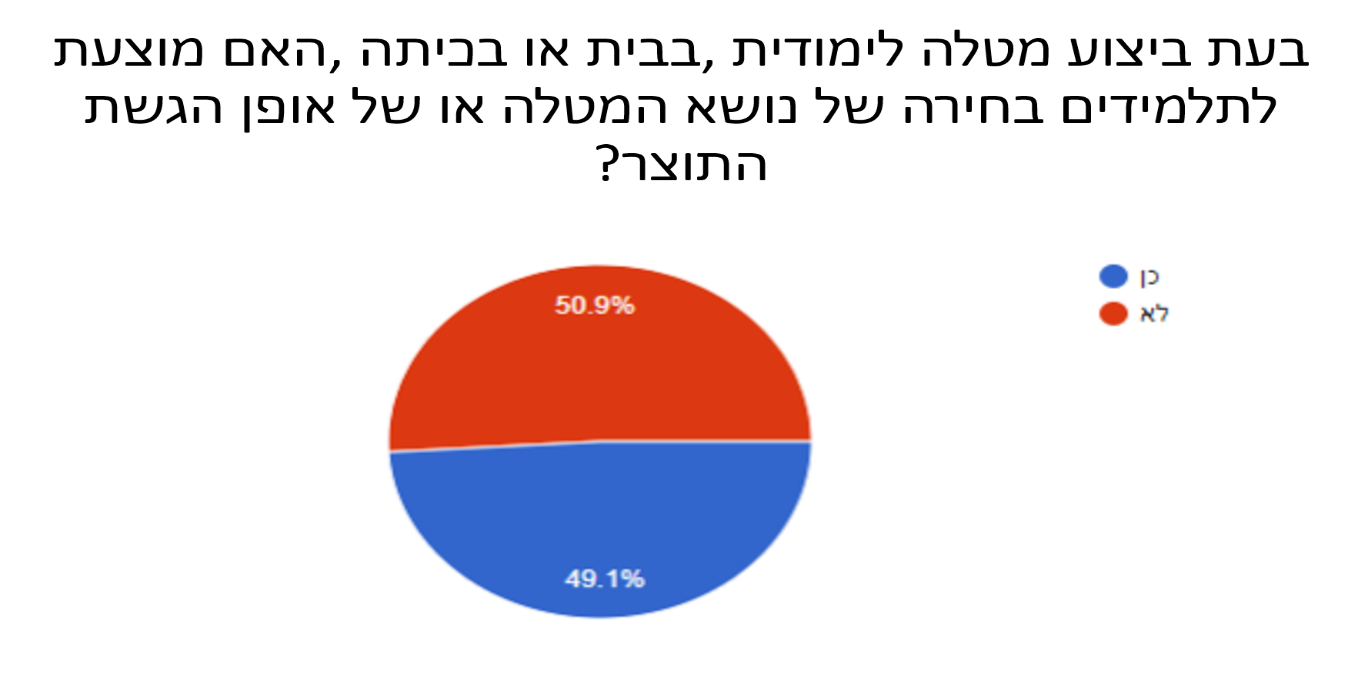 בעת ביצוע מטלה לימודית ,בבית או בכיתה ,האם מוצעת
לתלמידים בחירה של נושא המטלה או של אופן הגשת
התוצר?
כן
לא
50.9%
49.1%